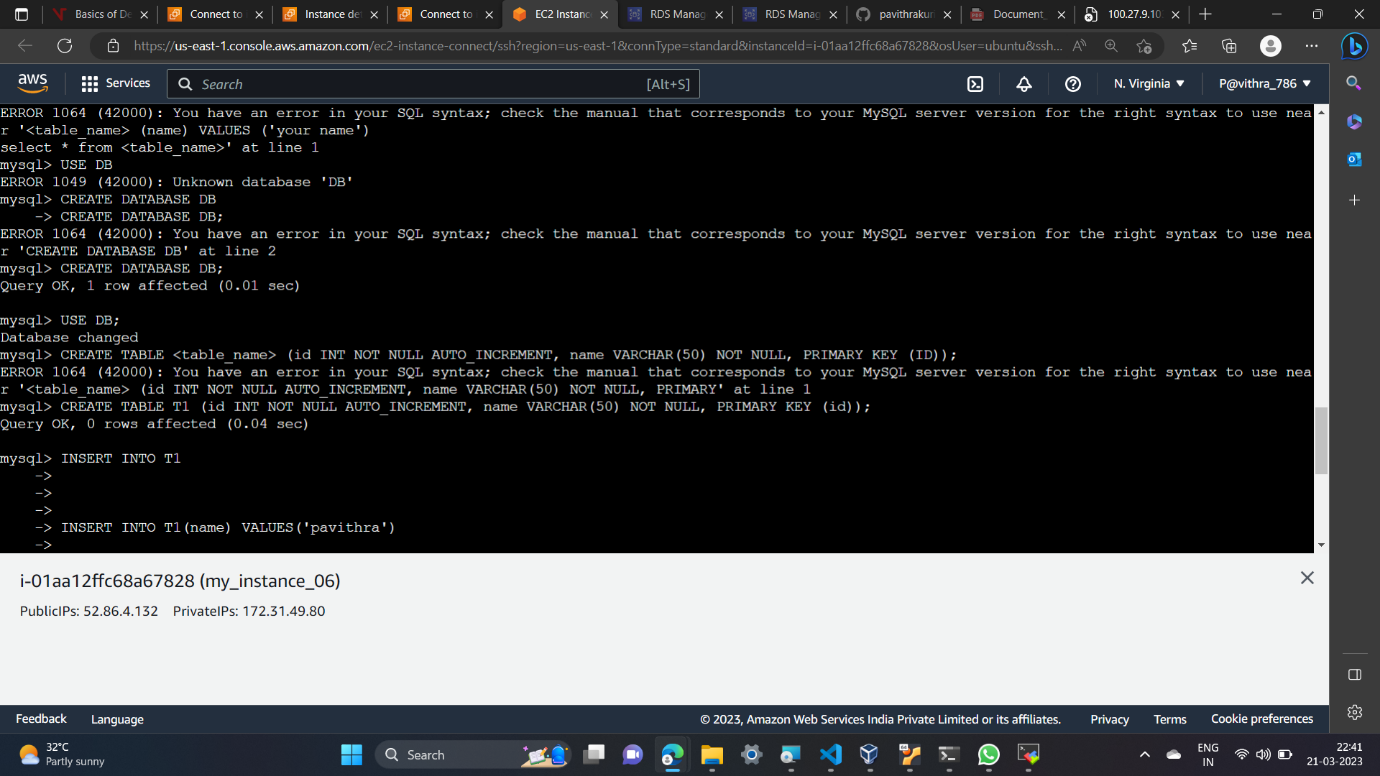 Basics of De
Connect to
Instance det
Connect to
EC2 Instanc
RDS Manag
RDS Manag
pavithrakur
Document_
100.27.9.10
https://us-east-1.console.aws.amazon.com/ec2-instance-connect/ssh?region=us-east-1&connType=standard&instanceId=i-01aa12ffc68a67828&osUser=ubuntu&ssh...
aws
Services
Search
[Alt+S]
N. Virginia
P@vithra_786
ERROR 1064 (42000): You have an error in your SQL syntax; check the manual that corresponds to your MySQL server version for the right syntax to use nea
r '<table_name> (name) VALUES ('your name')
select * from <table_name>' at line 1
mysql> USE DB
ERROR 1049 (42000): Unknown database 'DB'
mysql> CREATE DATABASE DB
    -> CREATE DATABASE DB;
ERROR 1064 (42000): You have an error in your SQL syntax; check the manual that corresponds to your MySQL server version for the right syntax to use nea
r 'CREATE DATABASE DB' at line 2
mysql> CREATE DATABASE DB;
Query OK, 1 row affected (0.01 sec)
mysql> USE DB;
Database changed
mysql> CREATE TABLE <table_name> (id INT NOT NULL AUTO_INCREMENT, name VARCHAR(50) NOT NULL, PRIMARY KEY (ID));
ERROR 1064 (42000): You have an error in your SQL syntax; check the manual that corresponds to your MySQL server version for the right syntax to use nea
r '<table_name> (id INT NOT NULL AUTO_INCREMENT, name VARCHAR(50) NOT NULL, PRIMARY' at line 1
mysql> CREATE TABLE T1 (id INT NOT NULL AUTO_INCREMENT, name VARCHAR(50) NOT NULL, PRIMARY KEY (id));
Query OK, 0 rows affected (0.04 sec)
mysql> INSERT INTO T1
    ->
    ->
    ->
    -> INSERT INTO T1(name) VALUES('pavithra')
    ->
i-01aa12ffc68a67828 (my_instance_06)
PublicIPs: 52.86.4.132 PrivateIPs: 172.31.49.80
Feedback Language © 2023, Amazon Web Services India Private Limited or its affiliates. Privacy Terms Cookie preferences
32°C
Partly sunny
Search
ENG
IN
22:41
21-03-2023